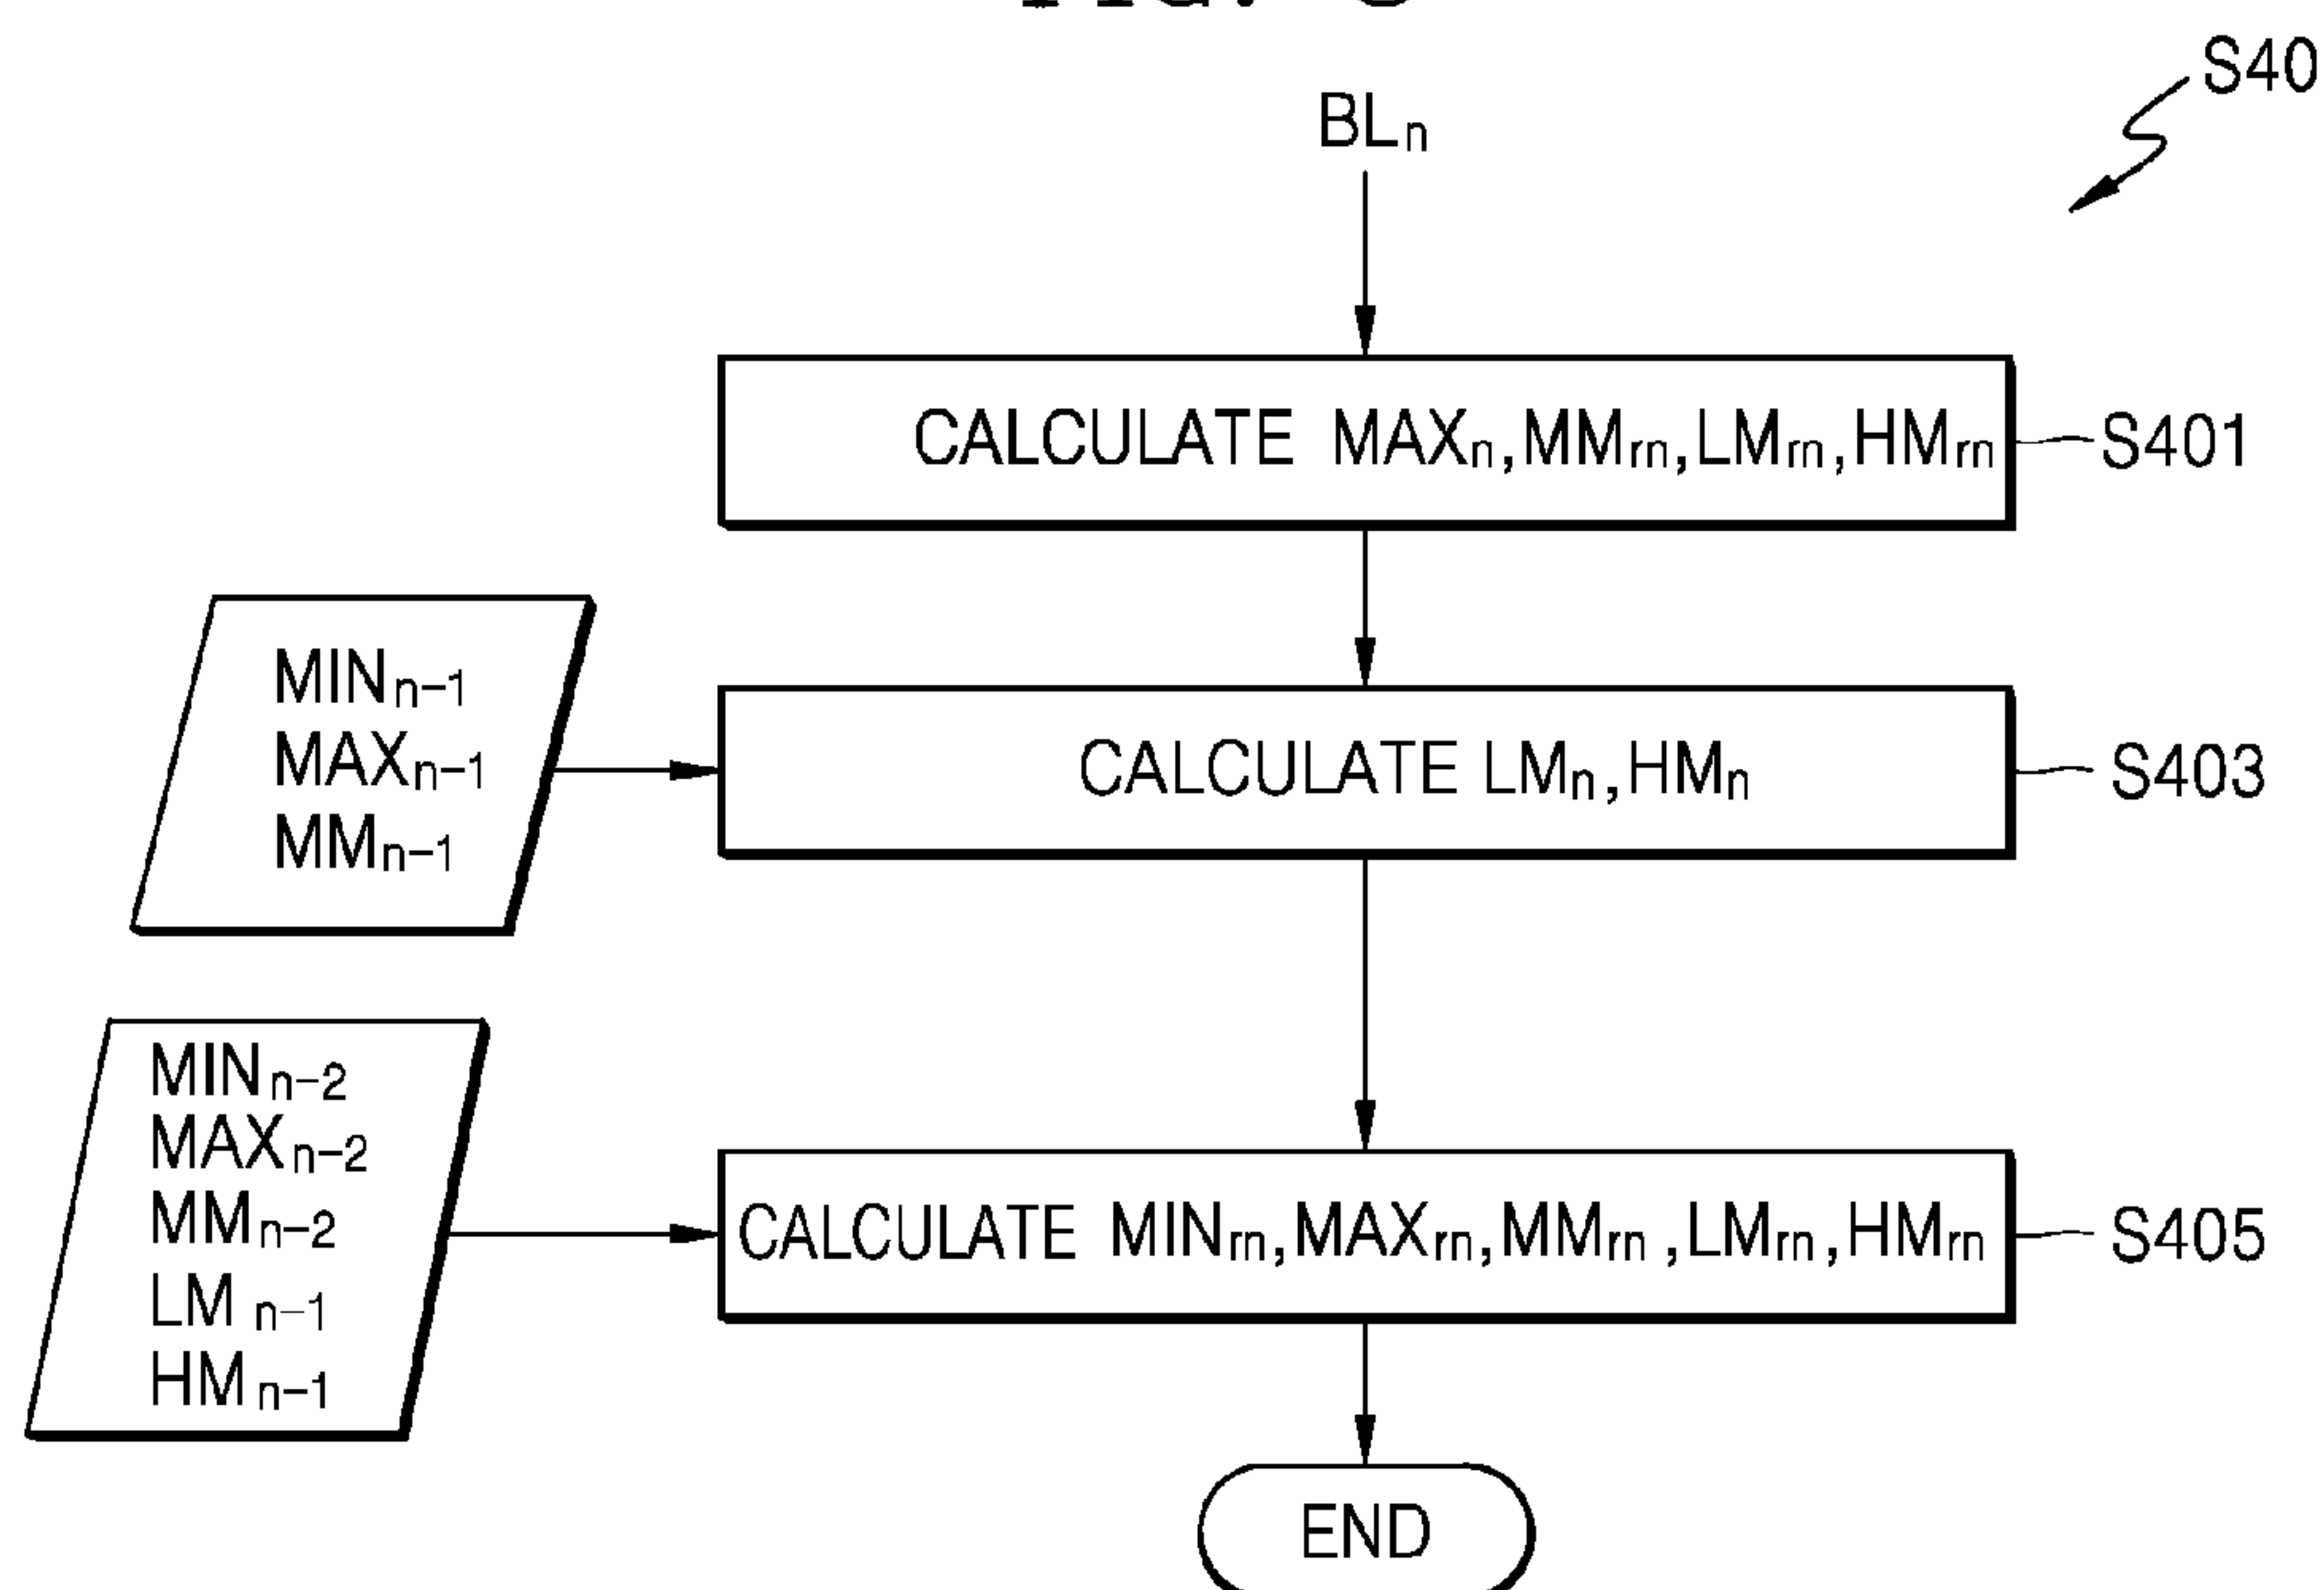 S40
BLn
CALCULATE MAXn,MMrn,LMrn,HMrn
S401
MINn-1
MAXn-1
MMn-1
CALCULATE LMn,HMn
S403
MINn-2
MAXn-2
MMn-2
LM n-1
HM n-1
CALCULATE MINrn,MAXrn,MMrn ,LMrn,HMrn
S405
END